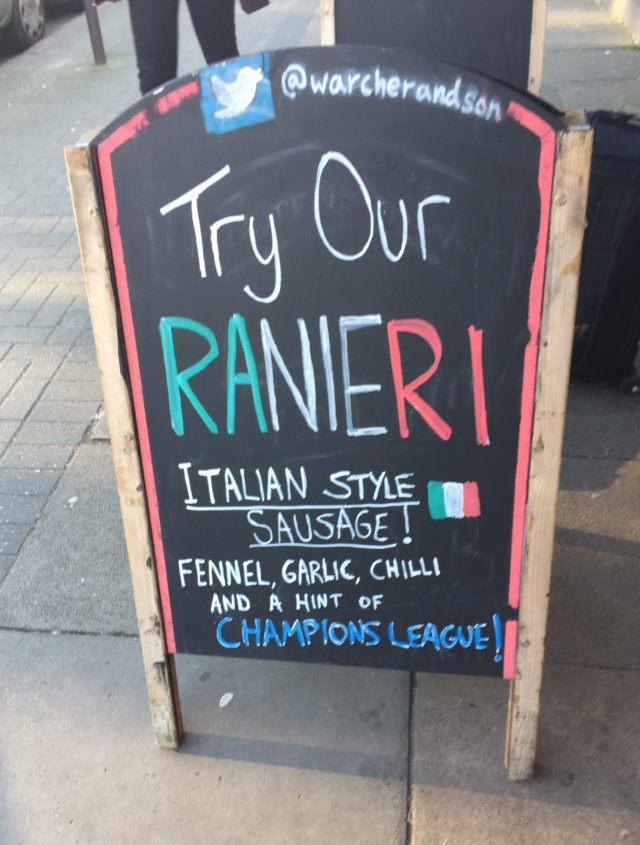 @warcherandson
Try Our
RANIERI
ITALIAN STYLE
SAUSAGE!
FENNEL, GARLIC, CHILLI
AND A HINT OF
CHAMPIONS LEAGUE!